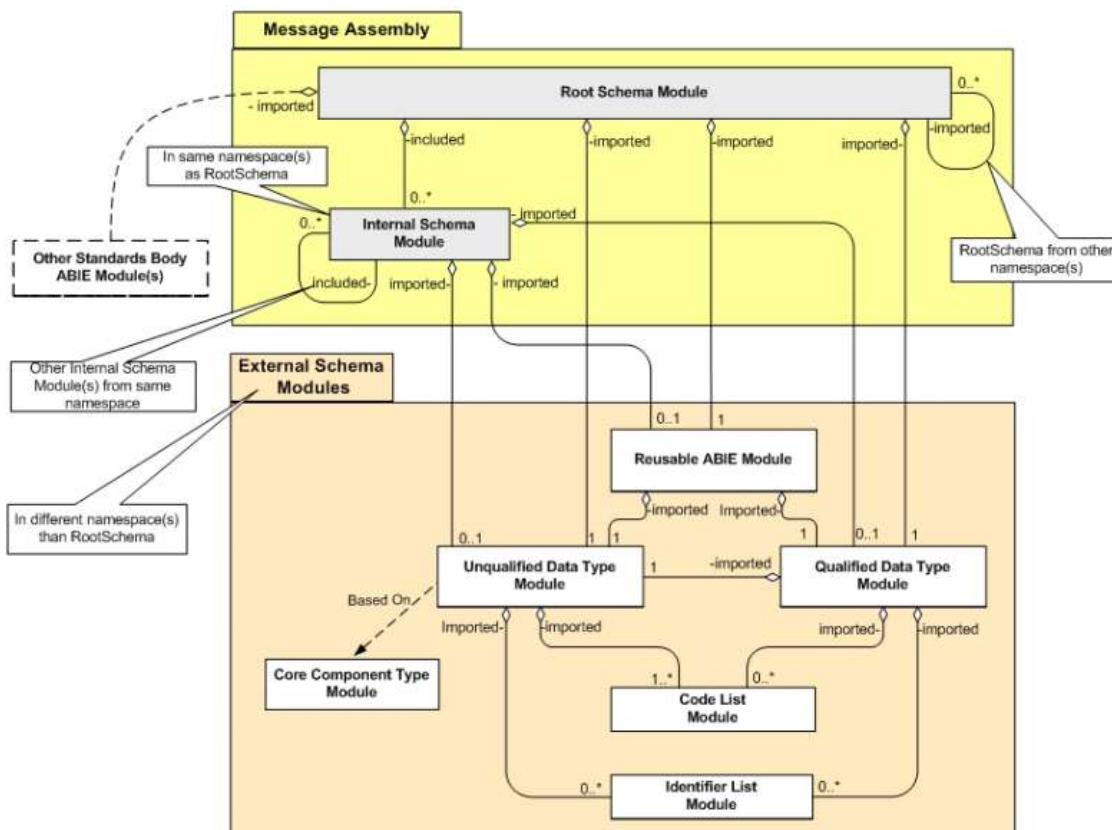 Message Assembly
Root Schema Module
0..*
- imported
-imported
-included
-imported
-imported
imported-
In same namespace(s)
as RootSchema
0..*
0..*
Internal Schema
Module
- imported
Other Standards Body
ABIE Module(s)
included-
imported-
- imported
RootSchema from other
namespace(s)
Other Internal Schema
Module(s) from same
namespace
External Schema
Modules
0..1
1
Reusable ABIE Module
In different namespace(s)
than RootSchema
-imported
Imported-
0..1
1
1
1
0..1
1
Unqualified Data Type
Module
1
-imported
Qualified Data Type
Module
Based On
Imported-
-imported
imported-
-imported
Core Component Type
Module
1..*
0..*
Code List
Module
0..*
Identifier List
Module
0..*